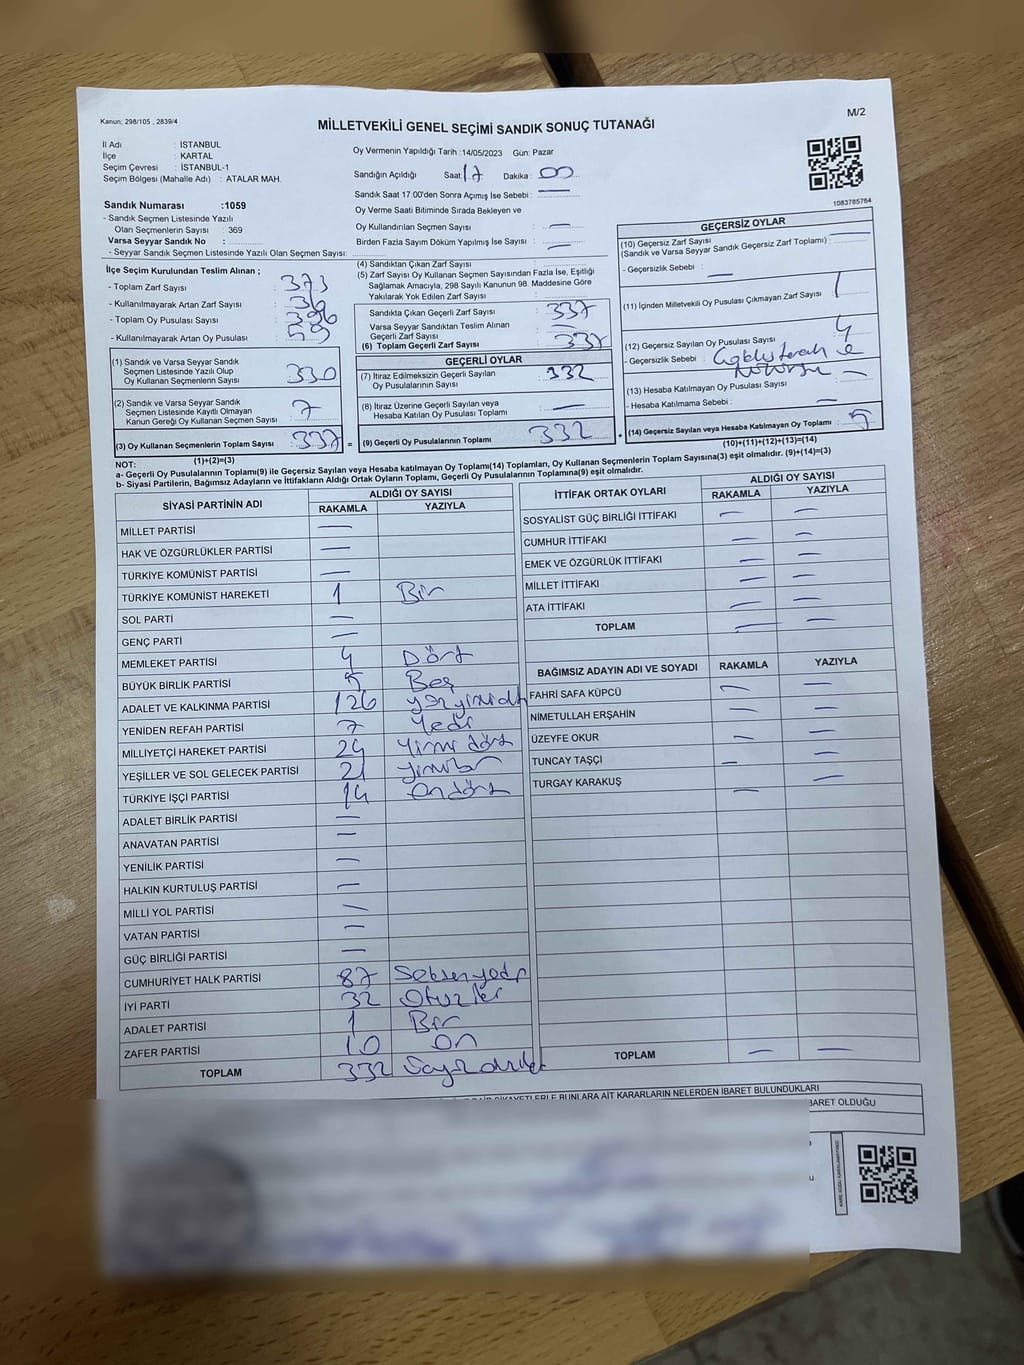 Kanun; 298/105 , 2839/4
M/2
MİLLETVEKİLİ GENEL SEÇİMİ SANDIK SONUÇ TUTANAĞI
İl Adı : İSTANBUL
İlçe : KARTAL
Seçim Çevresi : İSTANBUL-1
Seçim Bölgesi (Mahalle Adı) : ATALAR MAH.
Oy Vermenin Yapıldığı Tarih :14/05/2023 Gün: Pazar
Sandığın Açıldığı Saat: 17 Dakika: 00
Sandık Saat 17.00'den Sonra Açımış İse Sebebi : —
Oy Verme Saati Bitiminde Sırada Bekleyen ve
Oy Kullandırılan Seçmen Sayısı : —
Birden Fazla Sayım Döküm Yapılmış İse Sayısı : —
1083785764
Sandık Numarası :1059
- Sandık Seçmen Listesinde Yazılı
Olan Seçmenlerin Sayısı : 369
Varsa Seyyar Sandık No :
- Seyyar Sandık Seçmen Listesinde Yazılı Olan Seçmen Sayısı:
İlçe Seçim Kurulundan Teslim Alınan ;
- Toplam Zarf Sayısı : 373
- Kullanılmayarak Artan Zarf Sayısı : 36
- Toplam Oy Pusulası Sayısı : 396
- Kullanılmayarak Artan Oy Pusulası : 59
(1) Sandık ve Varsa Seyyar Sandık
Seçmen Listesinde Yazılı Olup
Oy Kullanan Seçmenlerin Sayısı : 330
(2) Sandık ve Varsa Seyyar Sandık
Seçmen Listesinde Kayıtlı Olmayan
Kanun Gereği Oy Kullanan Seçmen Sayısı : 7
(3) Oy Kullanan Seçmenlerin Toplam Sayısı : 337
(1)+(2)=(3)
(4) Sandıktan Çıkan Zarf Sayısı :
(5) Zarf Sayısı Oy Kullanan Seçmen Sayısından Fazla İse, Eşitliği
Sağlamak Amacıyla, 298 Sayılı Kanunun 98. Maddesine Göre
Yakılarak Yok Edilen Zarf Sayısı :
Sandıkta Çıkan Geçerli Zarf Sayısı : 337
Varsa Seyyar Sandıktan Teslim Alınan
Geçerli Zarf Sayısı : —
(6) Toplam Geçerli Zarf Sayısı : 337
GEÇERLİ OYLAR
(7) İtiraz Edilmeksizin Geçerli Sayılan
Oy Pusulalarının Sayısı : 332
(8) İtiraz Üzerine Geçerli Sayılan veya
Hesaba Katılan Oy Pusulası Toplamı : —
= (9) Geçerli Oy Pusulalarının Toplamı : 332
GEÇERSİZ OYLAR
(10) Geçersiz Zarf Sayısı
(Sandık ve Varsa Seyyar Sandık Geçersiz Zarf Toplamı) : —
- Geçersizlik Sebebi : —
(11) İçinden Milletvekili Oy Pusulası Çıkmayan Zarf Sayısı : 1
(12) Geçersiz Sayılan Oy Pusulası Sayısı : 4
- Geçersizlik Sebebi :
(13) Hesaba Katılmayan Oy Pusulası Sayısı : —
- Hesaba Katılmama Sebebi : —
+ (14) Geçersiz Sayılan veya Hesaba Katılmayan Oy Toplamı : 5
(10)+(11)+(12)+(13)=(14)
NOT:
a- Geçerli Oy Pusulalarının Toplamı(9) ile Geçersiz Sayılan veya Hesaba katılmayan Oy Toplamı(14) Toplamları, Oy Kullanan Seçmenlerin Toplam Sayısına(3) eşit olmalıdır. (9)+(14)=(3)
b- Siyasi Partilerin, Bağımsız Adayların ve İttifakların Aldığı Ortak Oyların Toplamı, Geçerli Oy Pusulalarının Toplamına(9) eşit olmalıdır.
SİYASİ PARTİNİN ADI ALDIĞI OY SAYISI
RAKAMLA YAZIYLA
MİLLET PARTİSİ —
HAK VE ÖZGÜRLÜKLER PARTİSİ —
TÜRKİYE KOMÜNİST PARTİSİ —
TÜRKİYE KOMÜNİST HAREKETİ 1 Bir
SOL PARTİ —
GENÇ PARTİ —
MEMLEKET PARTİSİ 4 Dört
BÜYÜK BİRLİK PARTİSİ 5 Beş
ADALET VE KALKINMA PARTİSİ 126
YENİDEN REFAH PARTİSİ 7 Yedi
MİLLİYETÇİ HAREKET PARTİSİ 24 Yirmi dört
YEŞİLLER VE SOL GELECEK PARTİSİ 21
TÜRKİYE İŞÇİ PARTİSİ 14 Ondört
ADALET BİRLİK PARTİSİ —
ANAVATAN PARTİSİ —
YENİLİK PARTİSİ —
HALKIN KURTULUŞ PARTİSİ —
MİLLİ YOL PARTİSİ —
VATAN PARTİSİ —
GÜÇ BİRLİĞİ PARTİSİ —
CUMHURİYET HALK PARTİSİ 87 Seksenyedi
İYİ PARTİ 32 Otuziki
ADALET PARTİSİ 1 Bir
ZAFER PARTİSİ 10 On
TOPLAM 332
İTTİFAK ORTAK OYLARI ALDIĞI OY SAYISI
RAKAMLA YAZIYLA
SOSYALİST GÜÇ BİRLİĞİ İTTİFAKI — —
CUMHUR İTTİFAKI — —
EMEK VE ÖZGÜRLÜK İTTİFAKI — —
MİLLET İTTİFAKI — —
ATA İTTİFAKI — —
TOPLAM — —
BAĞIMSIZ ADAYIN ADI VE SOYADI RAKAMLA YAZIYLA
FAHRİ SAFA KÜPCÜ — —
NİMETULLAH ERŞAHİN — —
ÜZEYFE OKUR — —
TUNCAY TAŞÇI — —
TURGAY KARAKUŞ — —
TOPLAM — —
ŞİKAYETLERLE BUNLARA AİT KARARLARIN NELERDEN İBARET BULUNDUKLARI
İBARET OLDUĞU